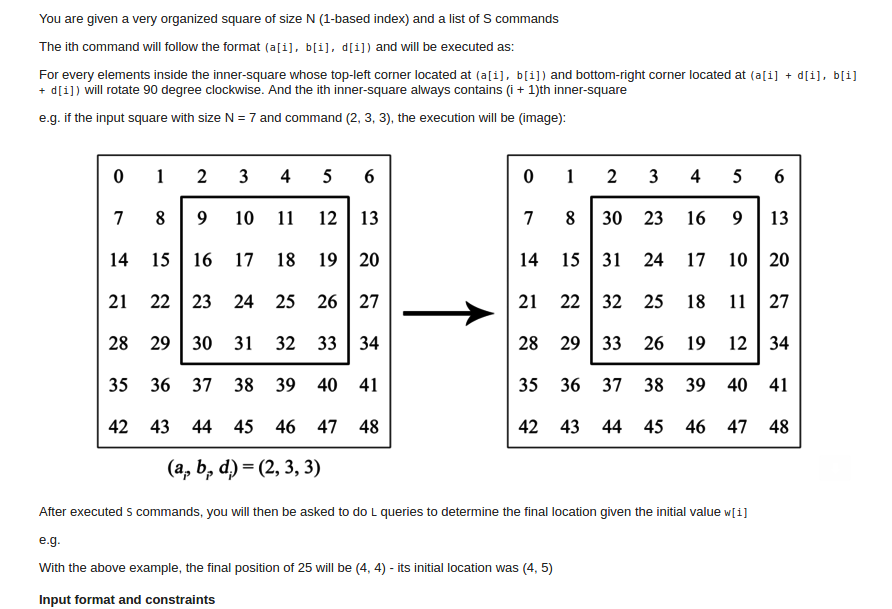 You are given a very organized square of size N (1-based index) and a list of S commands
The ith command will follow the format (a[i], b[i], d[i]) and will be executed as:
For every elements inside the inner-square whose top-left corner located at (a[i], b[i]) and bottom-right corner located at (a[i] + d[i], b[i]
+ d[i]) will rotate 90 degree clockwise. And the ith inner-square always contains (i + 1)th inner-square
e.g. if the input square with size N = 7 and command (2, 3, 3), the execution will be (image):
0 1 2 3 4 5 6 0 1 2 3 4 5 6
7 8 9 10 11 12 13 7 8 30 23 16 9 13
14 15 16 17 18 19 20 14 15 31 24 17 10 20
21 22 23 24 25 26 27 21 22 32 25 18 11 27
28 29 30 31 32 33 34 28 29 33 26 19 12 34
35 36 37 38 39 40 41 35 36 37 38 39 40 41
42 43 44 45 46 47 48 42 43 44 45 46 47 48
(aᵢ, bᵢ, dᵢ) = (2, 3, 3)
After executed S commands, you will then be asked to do L queries to determine the final location given the initial value w[i]
e.g.
With the above example, the final position of 25 will be (4, 4) - its initial location was (4, 5)
Input format and constraints